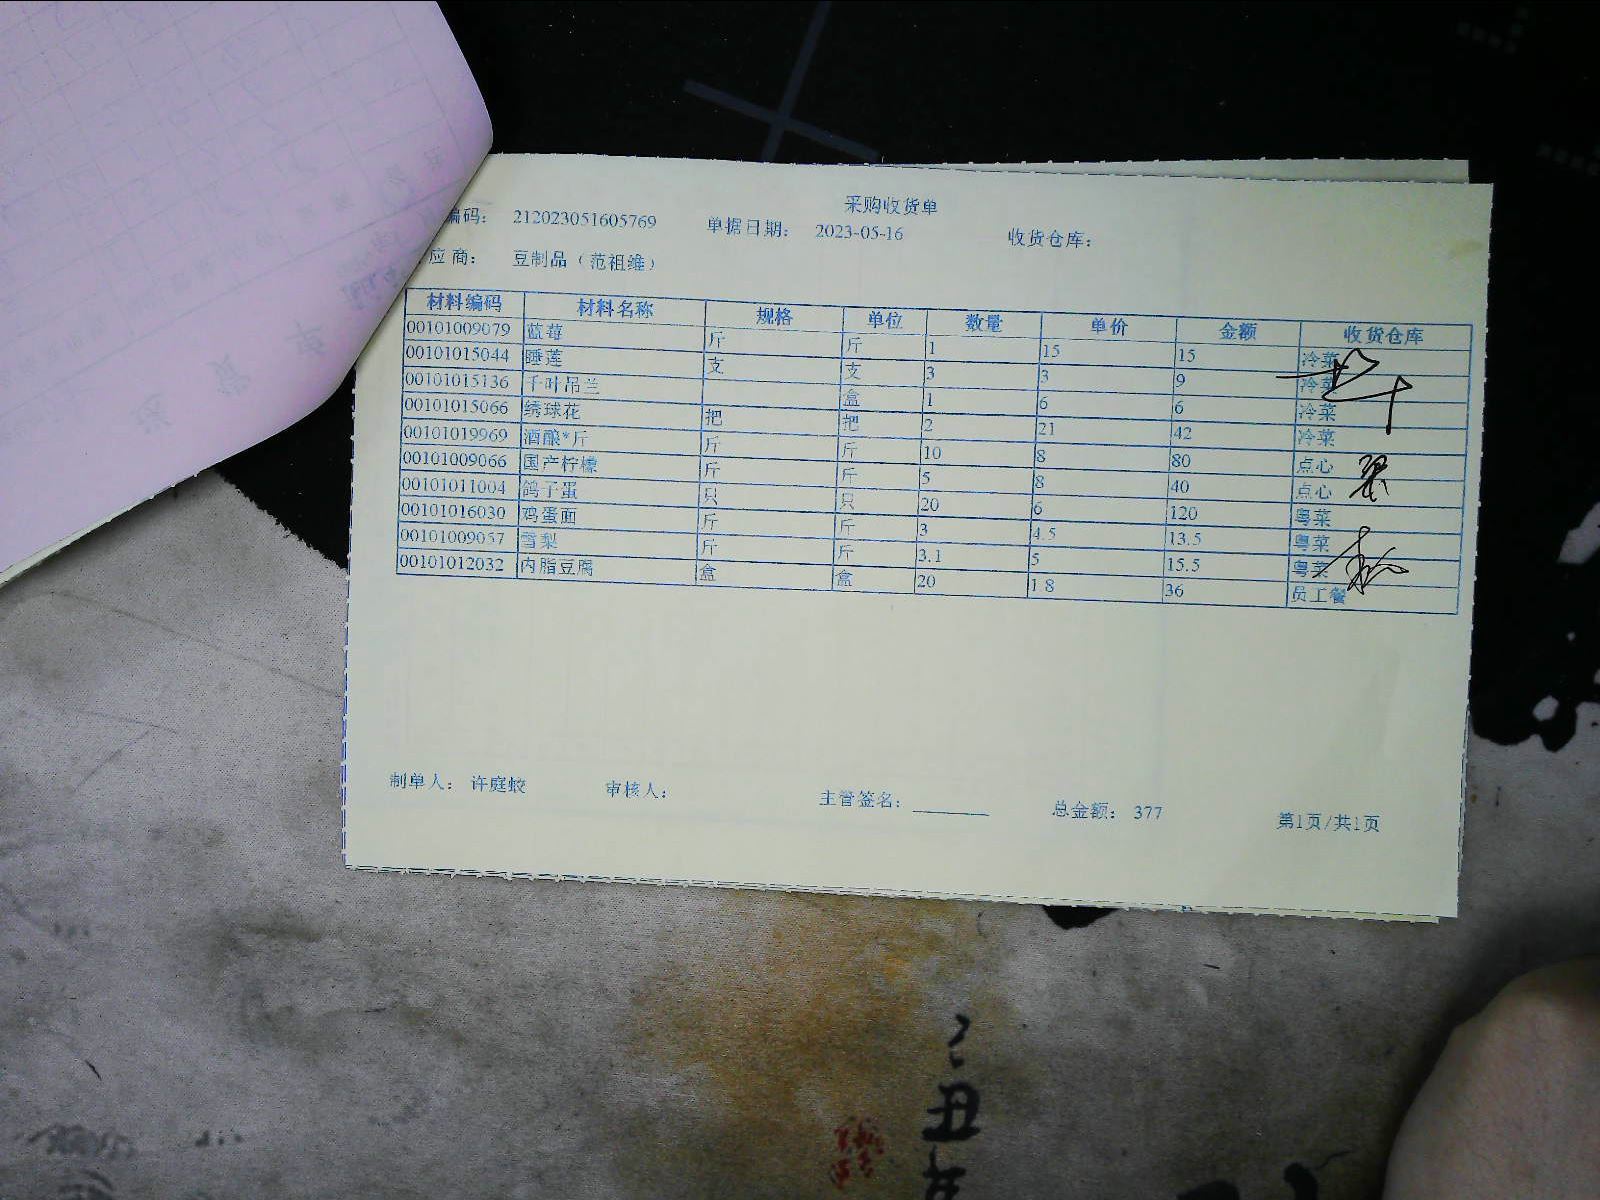 采购收货单
编码： 212023051605769 单据日期： 2023-05-16 收货仓库：
应商： 豆制品（范祖维）
材料编码 材料名称 规格 单位 数量 单价 金额 收货仓库
00101009079 蓝莓 斤 斤 1 15 15 冷菜
00101015044 睡莲 支 支 3 3 9 冷菜
00101015136 千叶吊兰 盒 1 6 6 冷菜
00101015066 绣球花 把 把 2 21 42 冷菜
00101019969 酒酿*斤 斤 斤 10 8 80 点心
00101009066 国产柠檬 斤 斤 5 8 40 点心
00101011004 鸽子蛋 只 只 20 6 120 粤菜
00101016030 鸡蛋面 斤 斤 3 4.5 13.5 粤菜
00101009057 雪梨 斤 斤 3.1 5 15.5 粤菜
00101012032 内脂豆腐 盒 盒 20 1.8 36 员工餐
制单人： 许庭蛟 审核人： 主管签名： 总金额： 377 第1页/共1页
丑